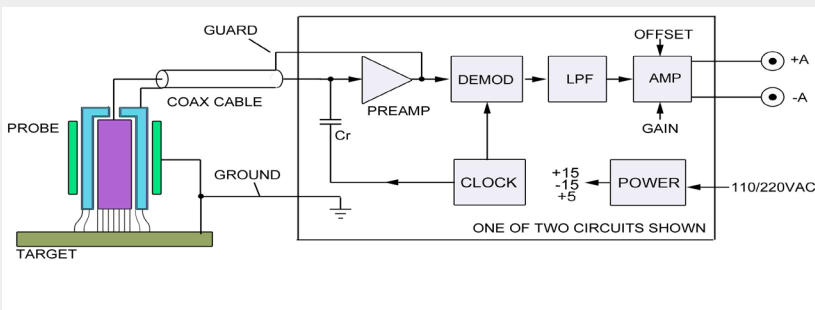 GUARD
OFFSET
+A
DEMOD
LPF
AMP
COAX CABLE
PREAMP
-A
PROBE
Cr
GAIN
GROUND
CLOCK
+15
-15
+5
POWER
110/220VAC
ONE OF TWO CIRCUITS SHOWN
TARGET